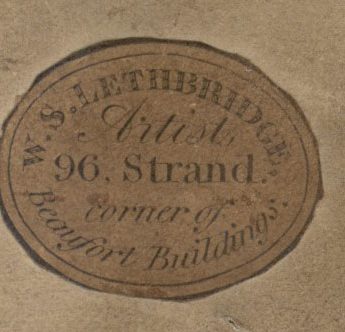 W. S. LETHBRIDGE,
Artist,
96. Strand.
corner of
Beaufort Buildings.